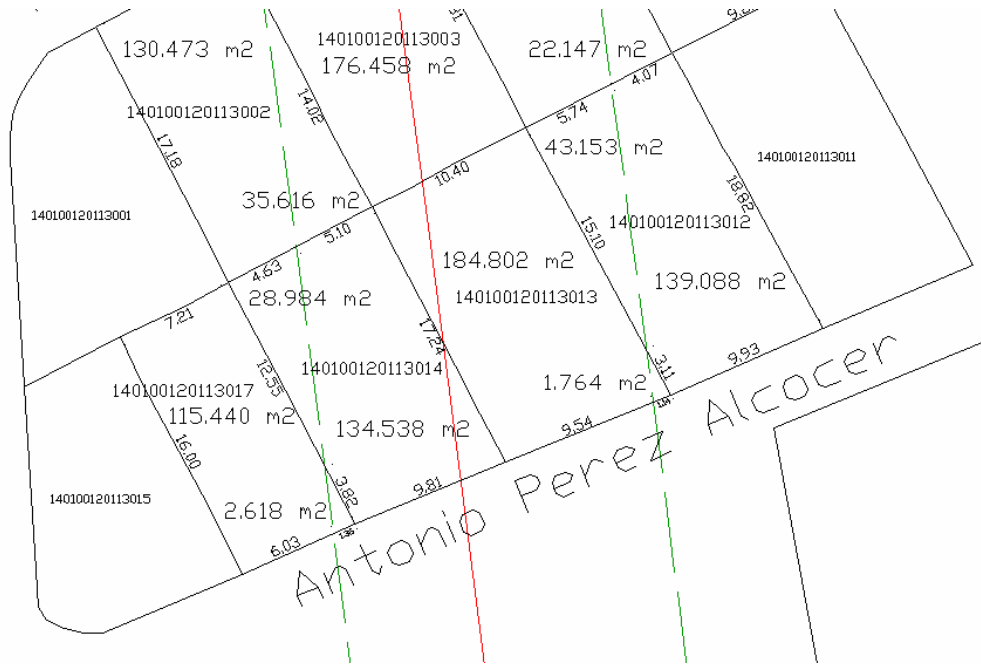 130.473 m2
140100120113003
176.458 m2
22.147 m2
4.07
140100120113002
14.02
5.74
17.18
43.153 m2
140100120113011
10.40
18.82
35.616 m2
140100120113001
5.10
15.10
140100120113012
4.63
184.802 m2
139.088 m2
28.984 m2
140100120113013
7.21
17.24
3.11
9.93
12.55
140100120113014
1.764 m2
140100120113017
115.440 m2
134.538 m2
9.54
16.00
3.82
9.81
140100120113015
2.618 m2
6.03
Antonio Perez Alcocer